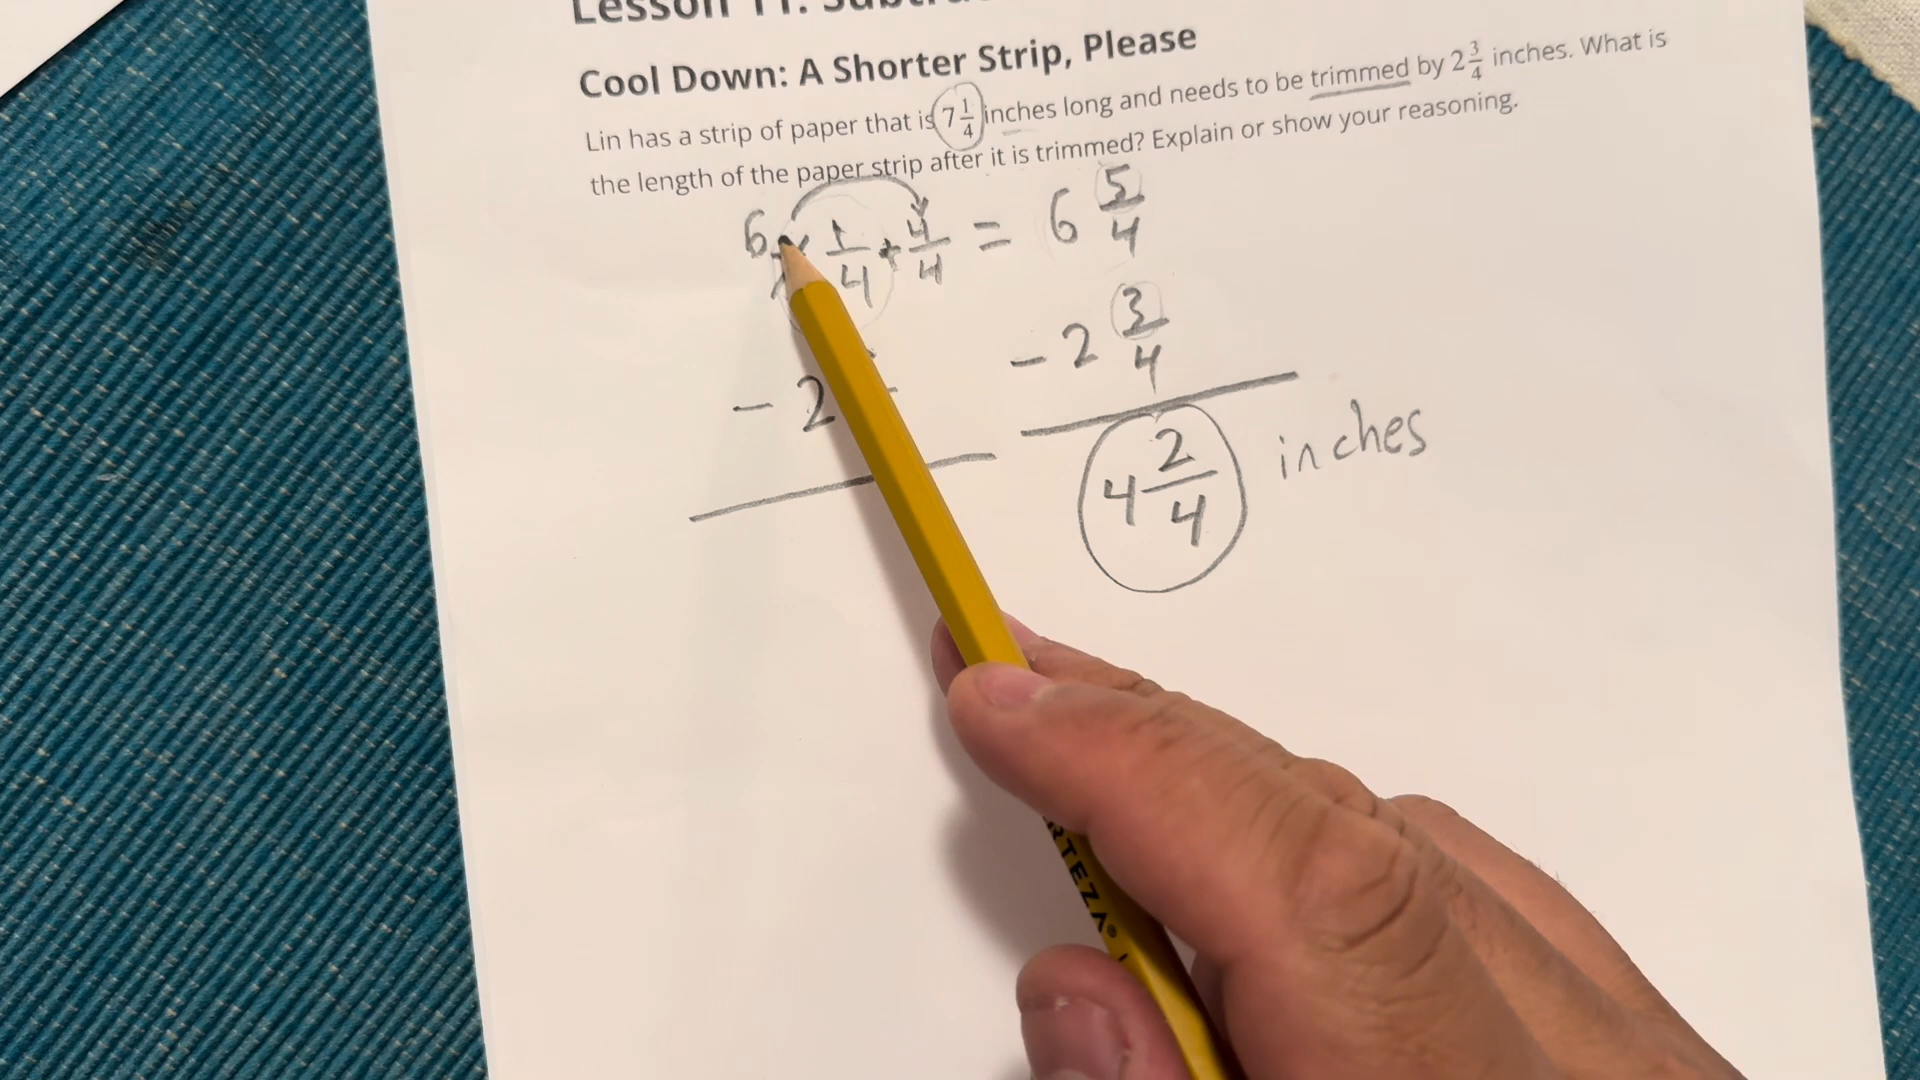 Lesson 11:
Cool Down: A Shorter Strip, Please
Lin has a strip of paper that is 7 1/4 inches long and needs to be trimmed by 2 3/4 inches. What is
the length of the paper strip after it is trimmed? Explain or show your reasoning.
6 1/4 + 4/4 = 6 5/4
- 2
- 2 3/4
4 2/4 inches
RTEZA®